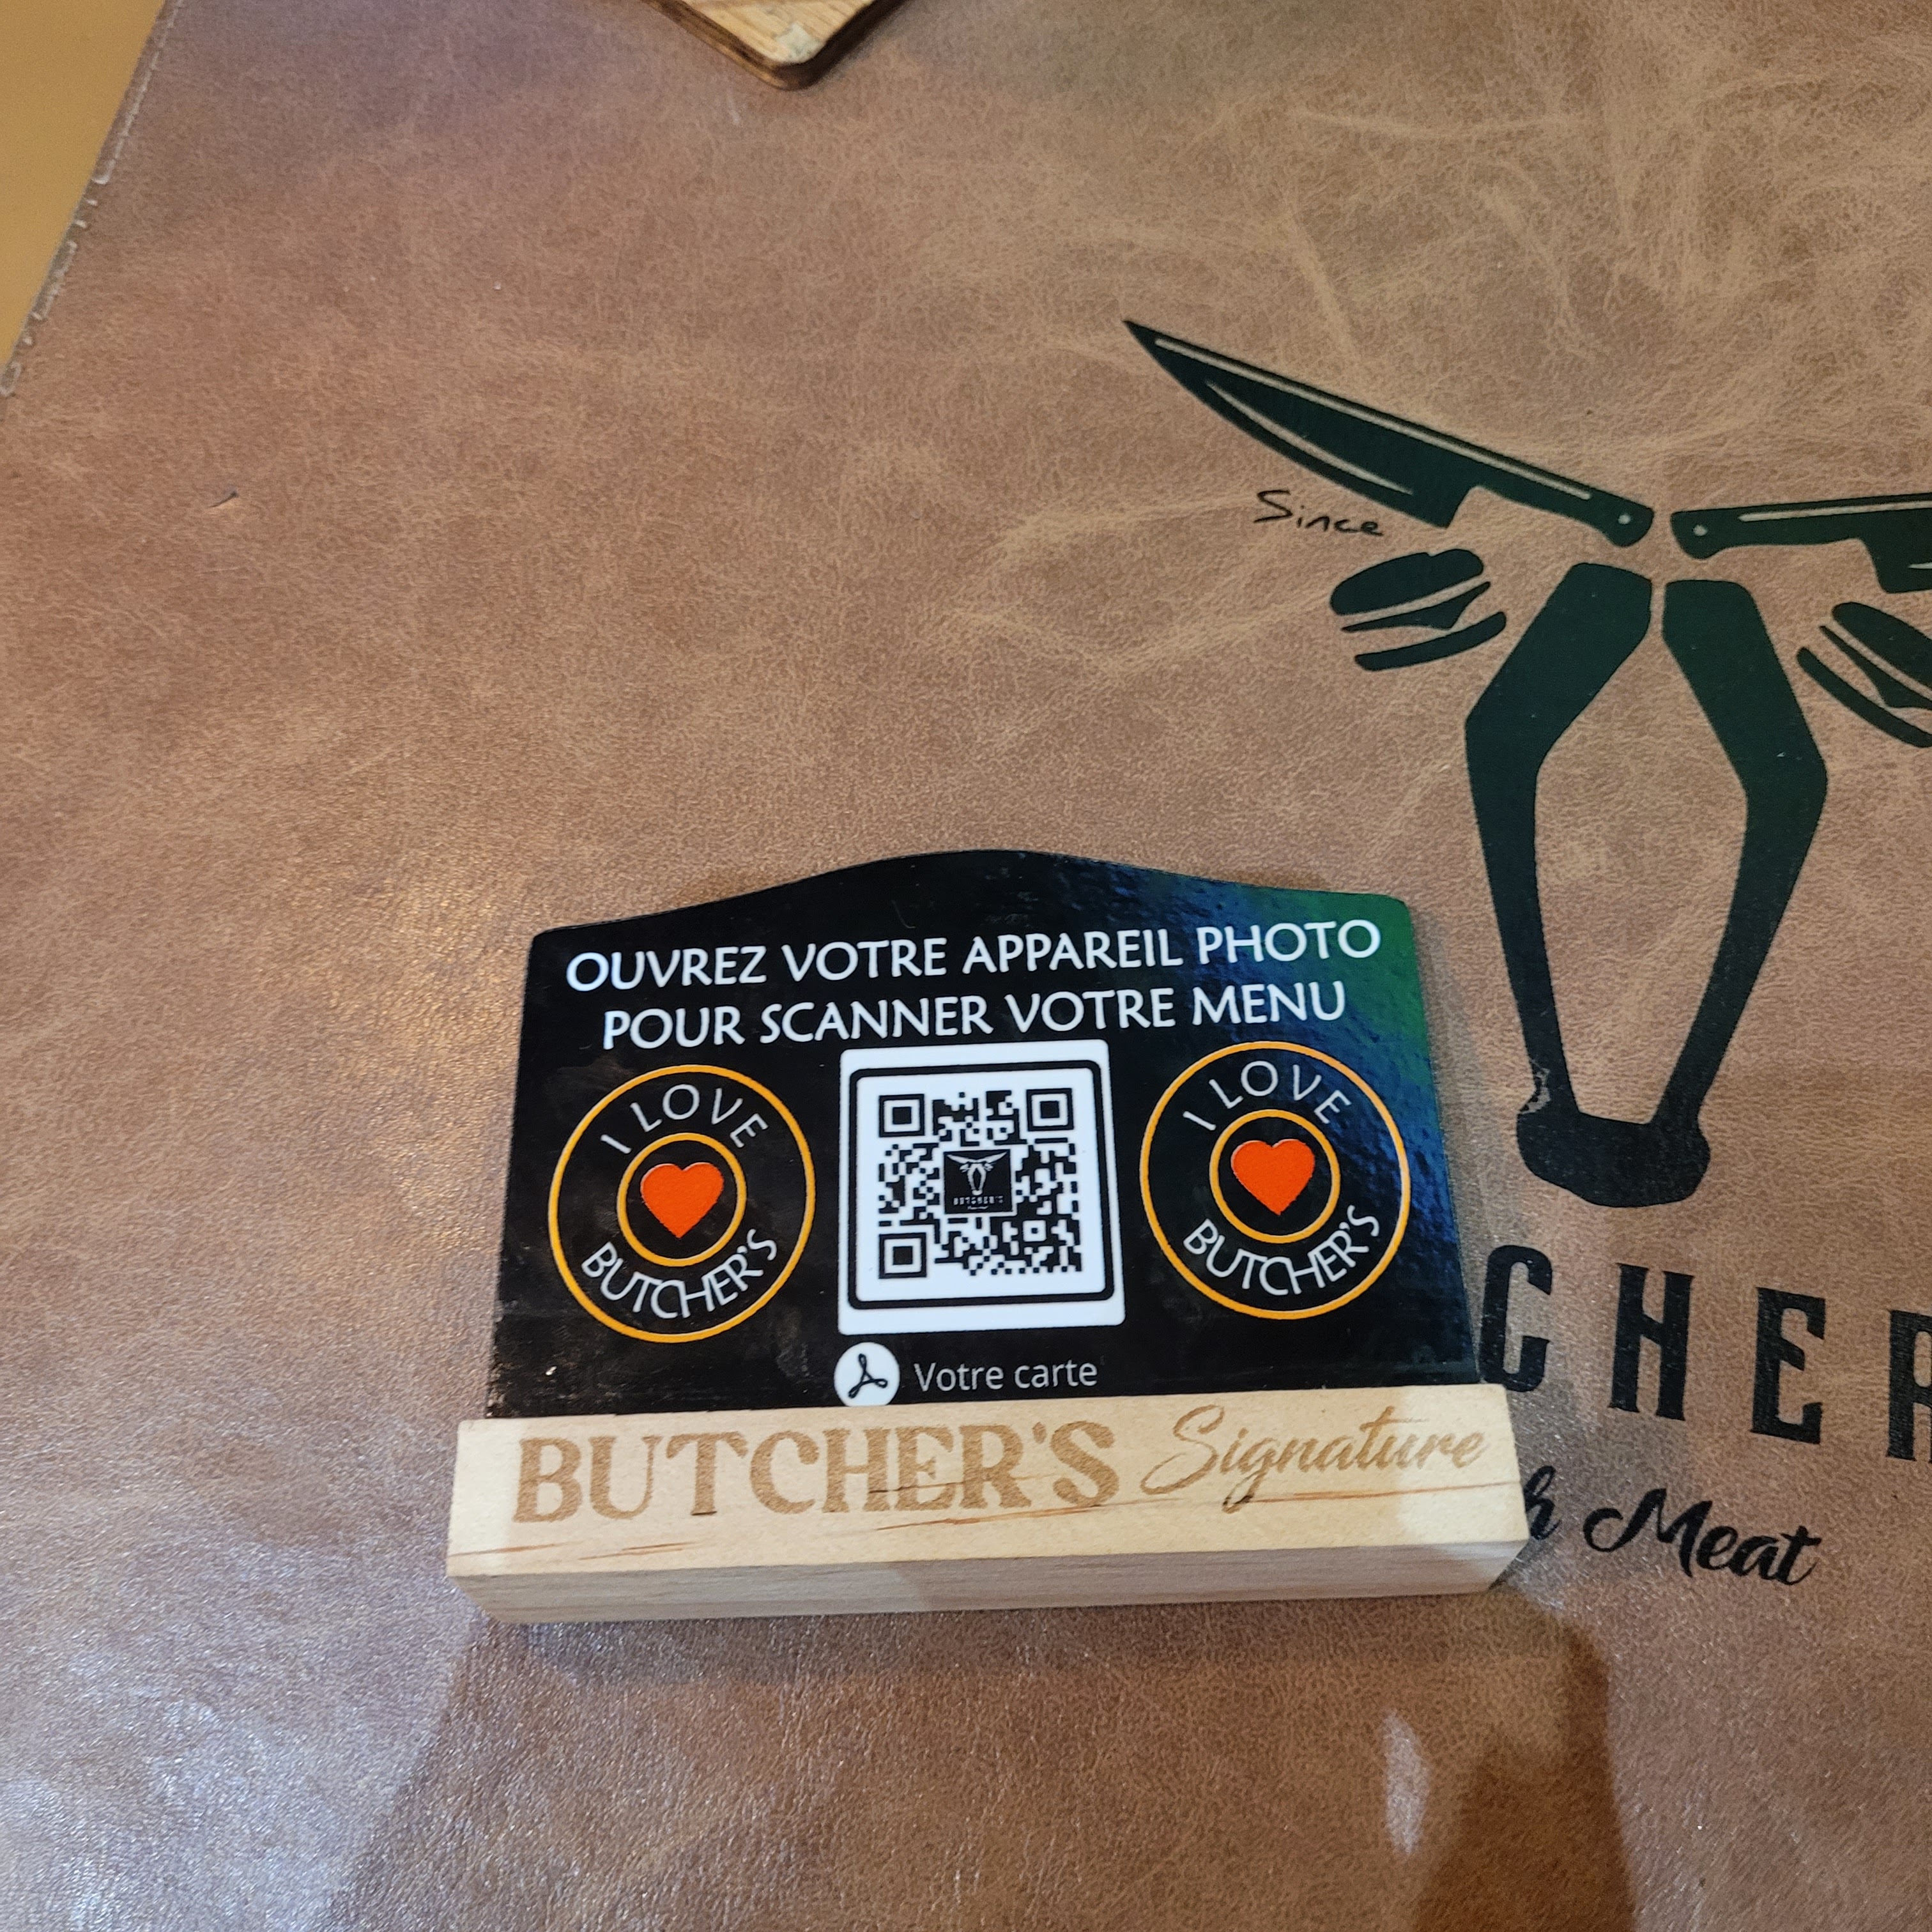 Since
OUVREZ VOTRE APPAREIL PHOTO
POUR SCANNER VOTRE MENU
I LOVE
BUTCHER'S
BUTCHER'S
I LOVE
BUTCHER'S
Votre carte
BUTCHER'S Signature
CHER
Meat